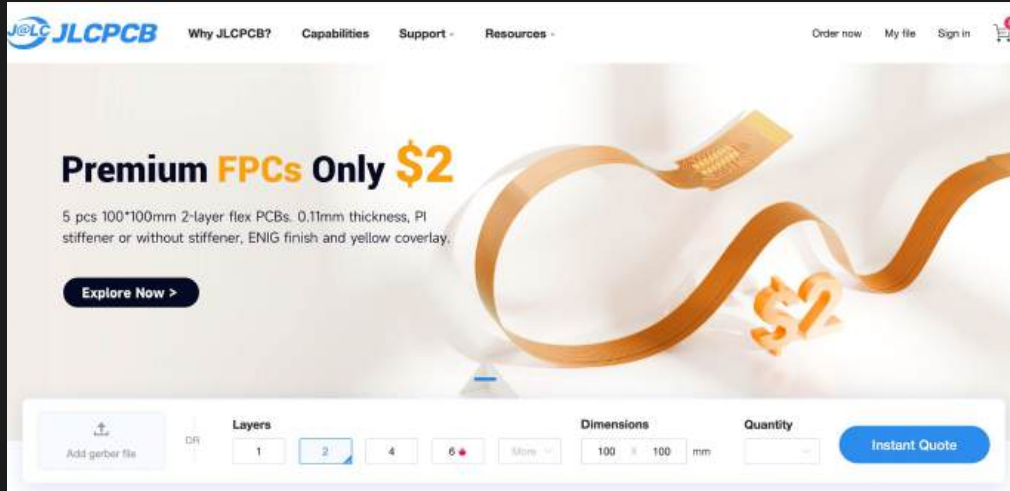 J@LC JLCPCB
Why JLCPCB?
Capabilities
Support
Resources
Order now
My file
Sign in
Premium FPCs Only $2
5 pcs 100*100mm 2-layer flex PCBs. 0.11mm thickness, PI
stiffener or without stiffener, ENIG finish and yellow coverlay.
Explore Now >
$2
Layers
Dimensions
Quantity
Add gerber file
OR
1
2
4
6
More
100 X 100 mm
Instant Quote